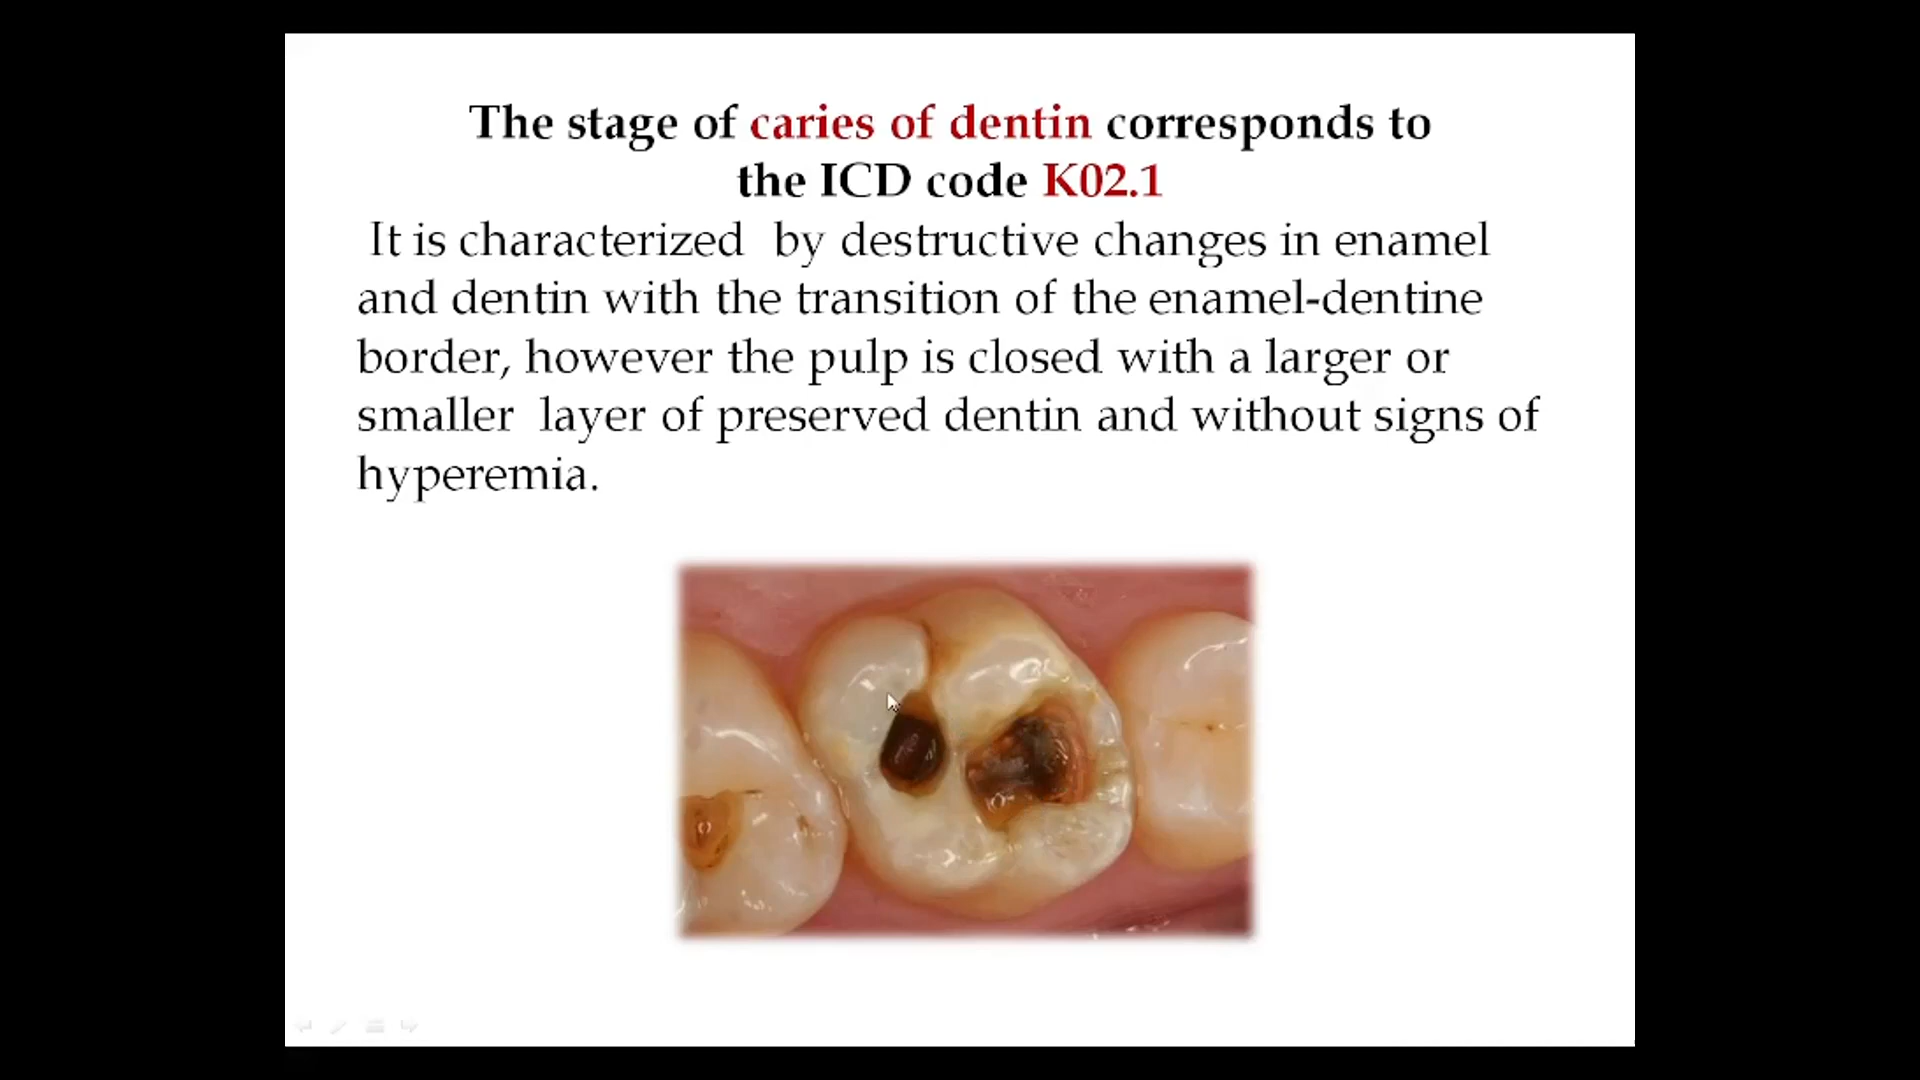 The stage of caries of dentin corresponds to
the ICD code K02.1
It is characterized by destructive changes in enamel
and dentin with the transition of the enamel-dentine
border, however the pulp is closed with a larger or
smaller layer of preserved dentin and without signs of
hyperemia.